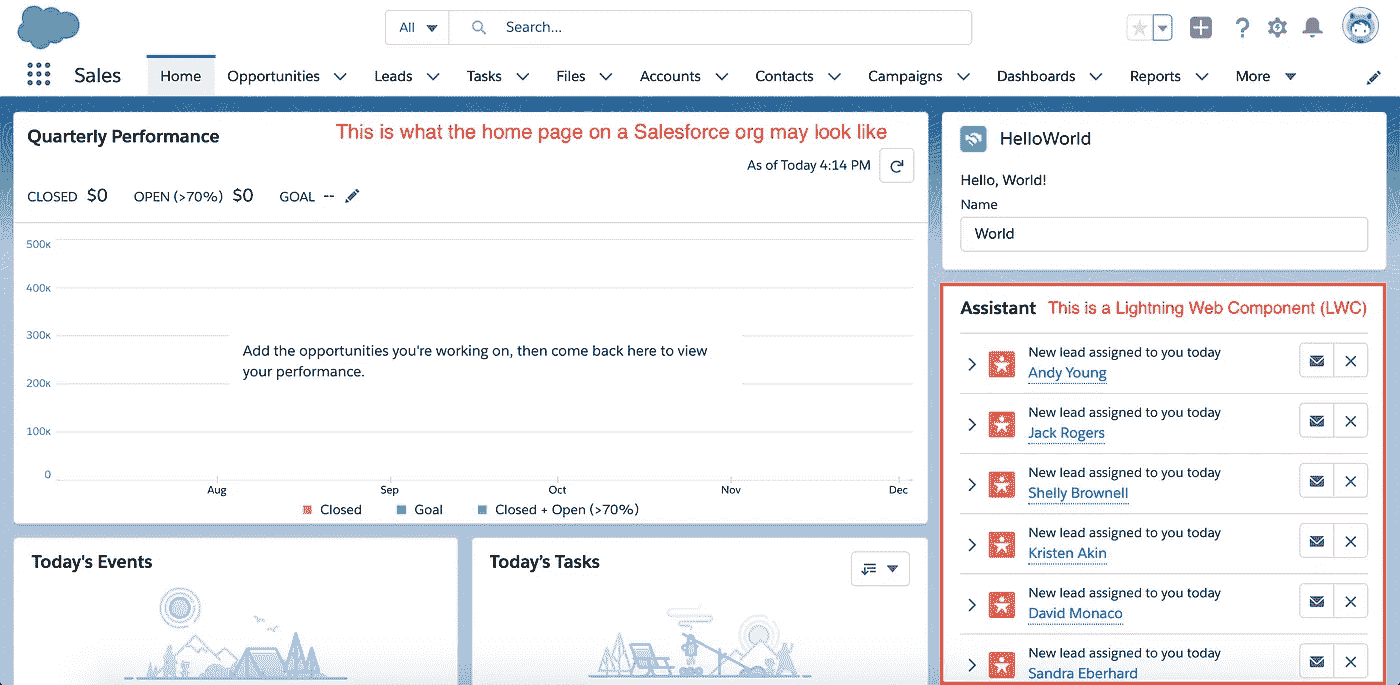 All
Search...
Sales
Home
Opportunities
Leads
Tasks
Files
Accounts
Contacts
Campaigns
Dashboards
Reports
More
Quarterly Performance
This is what the home page on a Salesforce org may look like
As of Today 4:14 PM
CLOSED $0 OPEN (>70%) $0 GOAL --
500K
400K
300K
200K
100K
0
Add the opportunities you're working on, then come back here to view
your performance.
Aug Sep Oct Nov Dec
Closed Goal Closed + Open (>70%)
Today's Events
Today's Tasks
HelloWorld
Hello, World!
Name
World
Assistant This is a Lightning Web Component (LWC)
New lead assigned to you today
Andy Young
New lead assigned to you today
Jack Rogers
New lead assigned to you today
Shelly Brownell
New lead assigned to you today
Kristen Akin
New lead assigned to you today
David Monaco
New lead assigned to you today
Sandra Eberhard